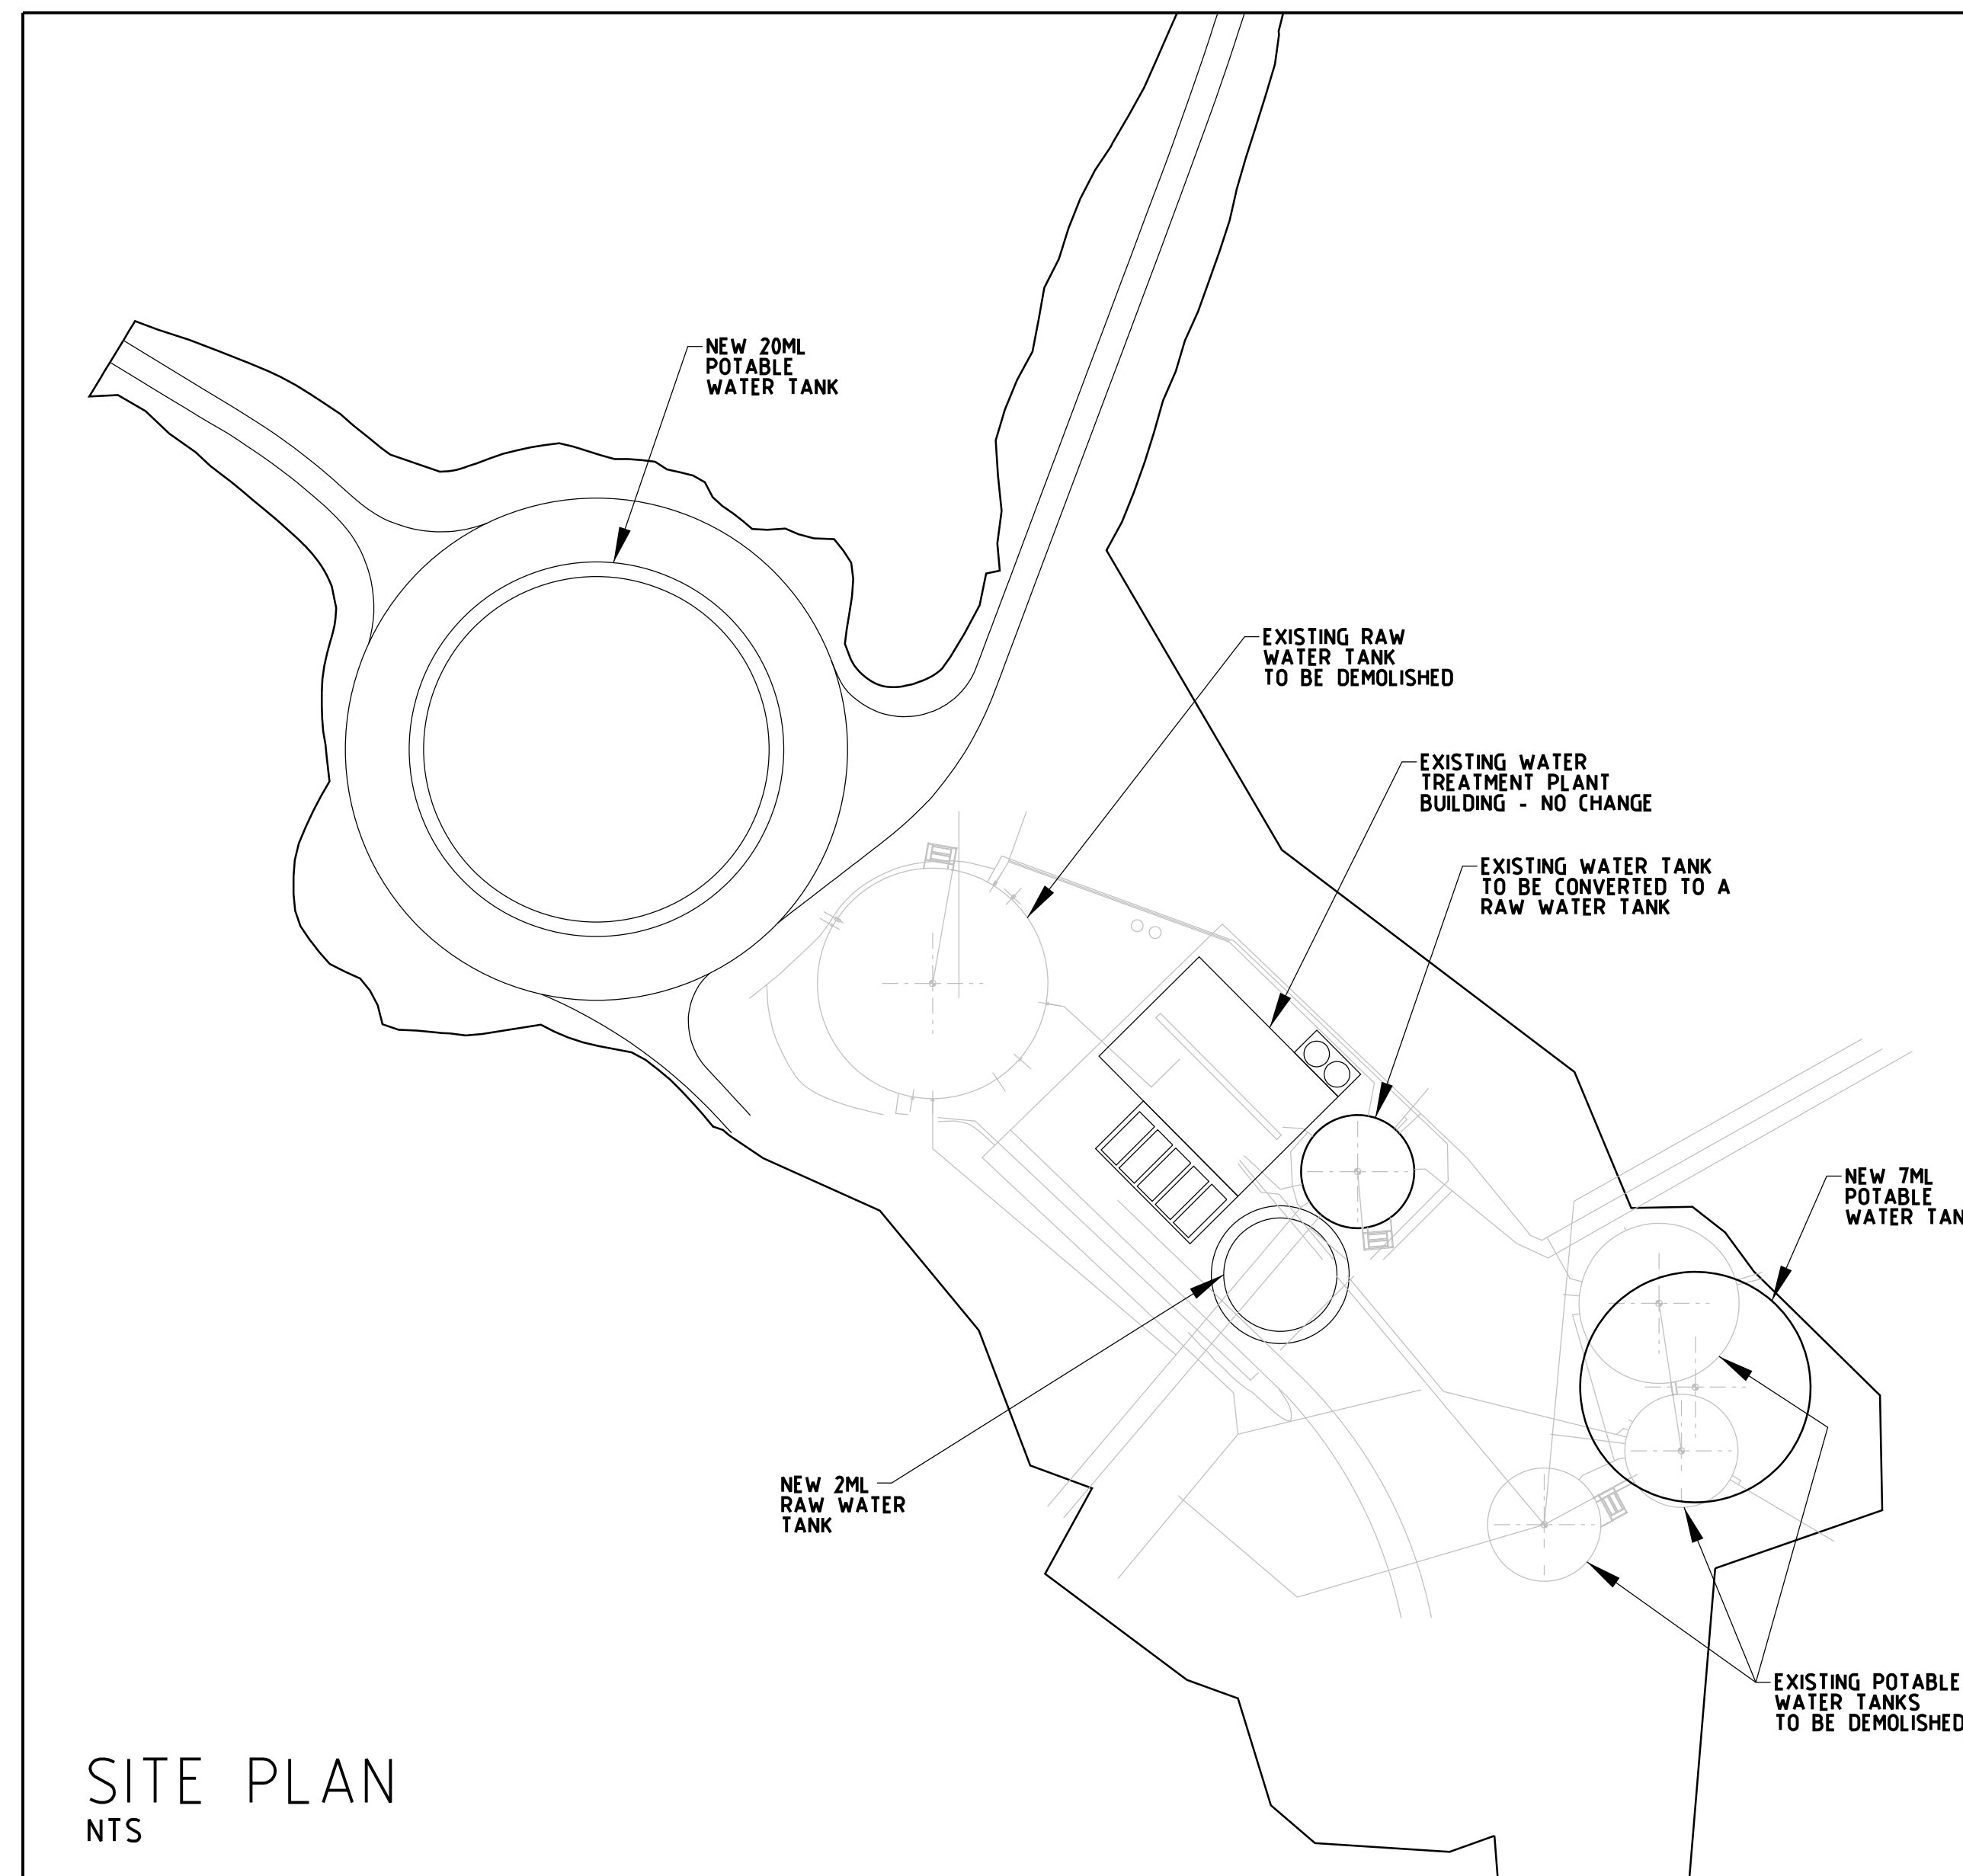 NEW 20ML
POTABLE
WATER TANK
EXISTING RAW
WATER TANK
TO BE DEMOLISHED
EXISTING WATER
TREATMENT PLANT
BUILDING - NO CHANGE
EXISTING WATER TANK
TO BE CONVERTED TO A
RAW WATER TANK
NEW 7ML
POTABLE
WATER TAN
NEW 2ML
RAW WATER
TANK
EXISTING POTABLE
WATER TANKS
TO BE DEMOLISHED
SITE PLAN
NTS